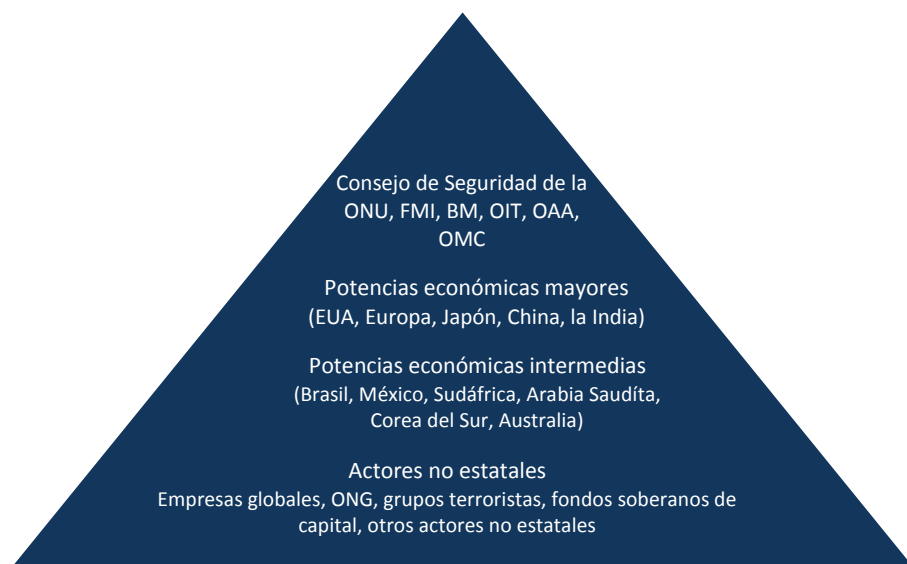 Consejo de Seguridad de la
ONU, FMI, BM, OIT, OAA,
OMC
Potencias económicas mayores
(EUA, Europa, Japón, China, la India)
Potencias económicas intermedias
(Brasil, México, Sudáfrica, Arabia Saudíta,
Corea del Sur, Australia)
Actores no estatales
Empresas globales, ONG, grupos terroristas, fondos soberanos de
capital, otros actores no estatales